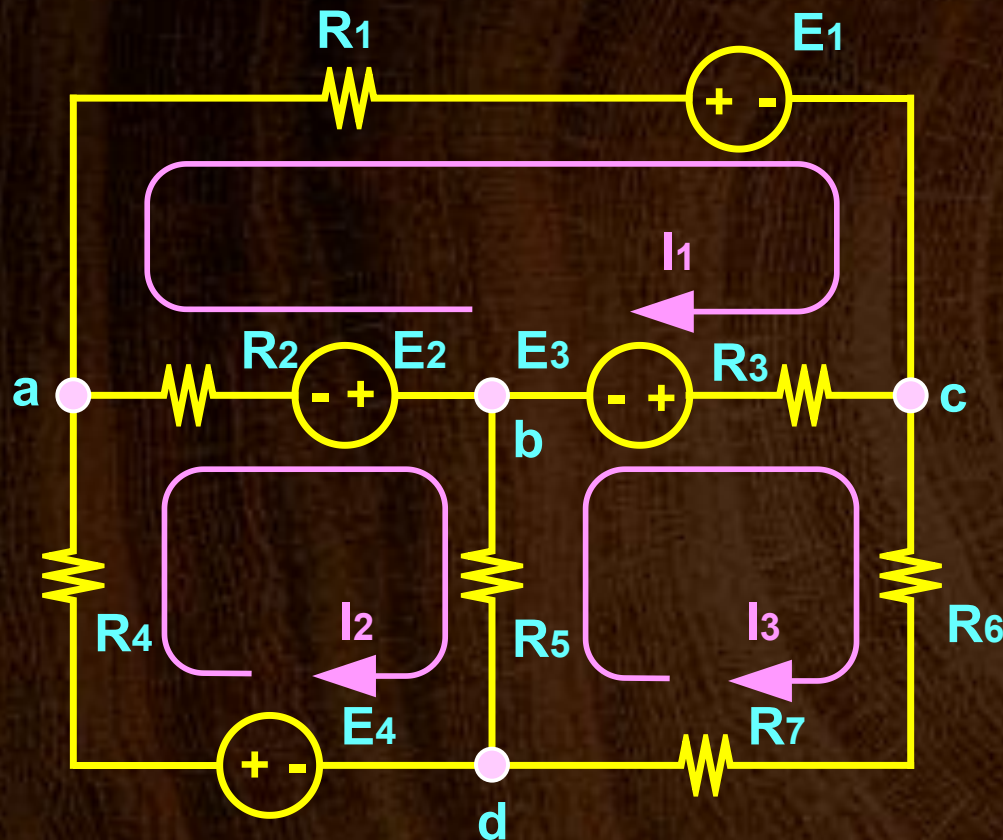 R1
E1
+ -
I1
R2
E2
E3
R3
a
- +
- +
c
b
R4
I2
R5
I3
R6
E4
R7
+ -
d